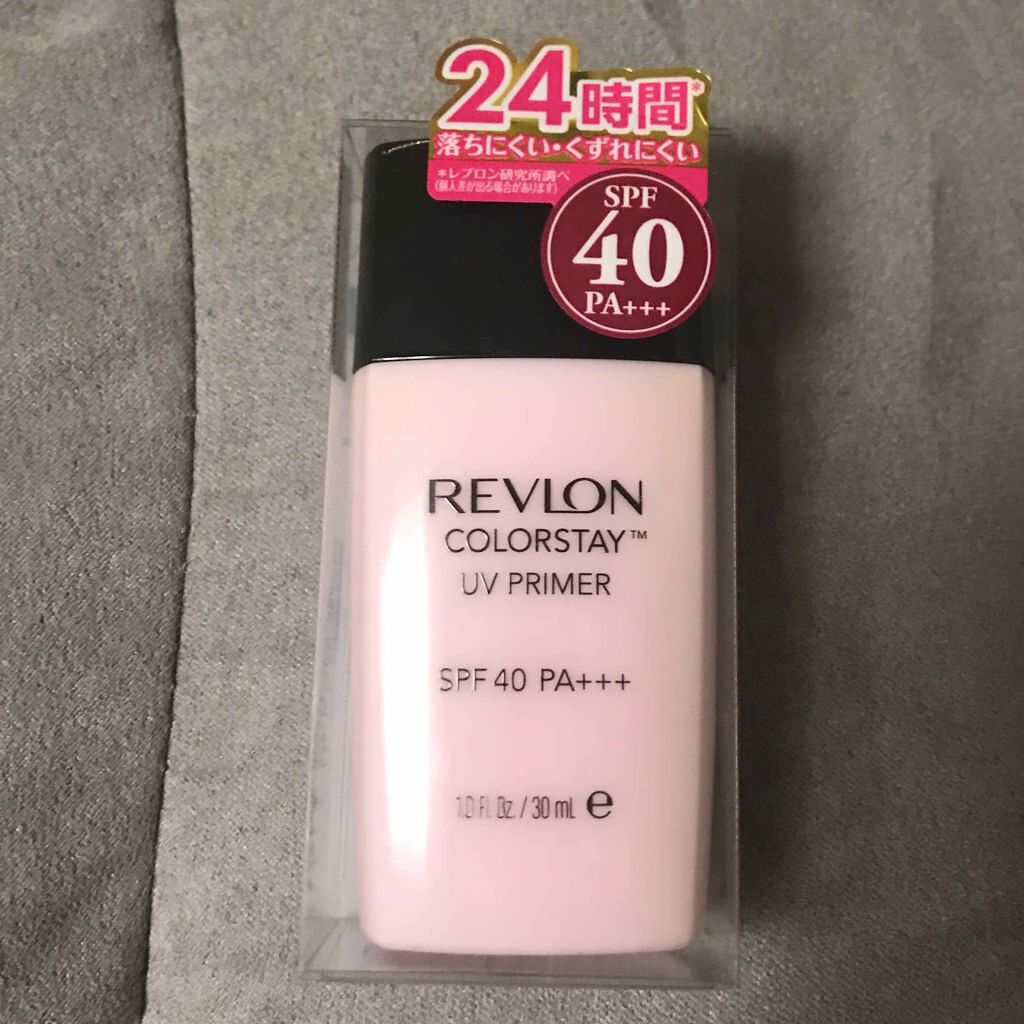 24時間*
落ちにくい・くずれにくい
*レブロン研究所調べ
(個人差が出る場合があります)
SPF
40
PA+++
REVLON
COLORSTAY™
UV PRIMER
SPF 40 PA+++
1.0 Fl. Oz. / 30 mL e